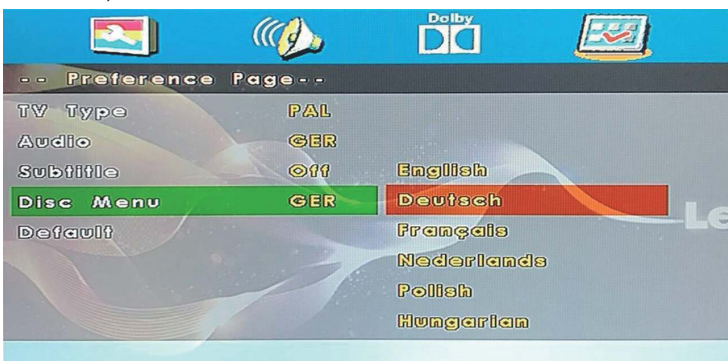 Dolby
-- Preference Page--
TV Type PAL
Audio GER
Subtitle Off English
Disc Menu GER Deutsch
Default Français
Nederlands
Polish
Hungarian
Le